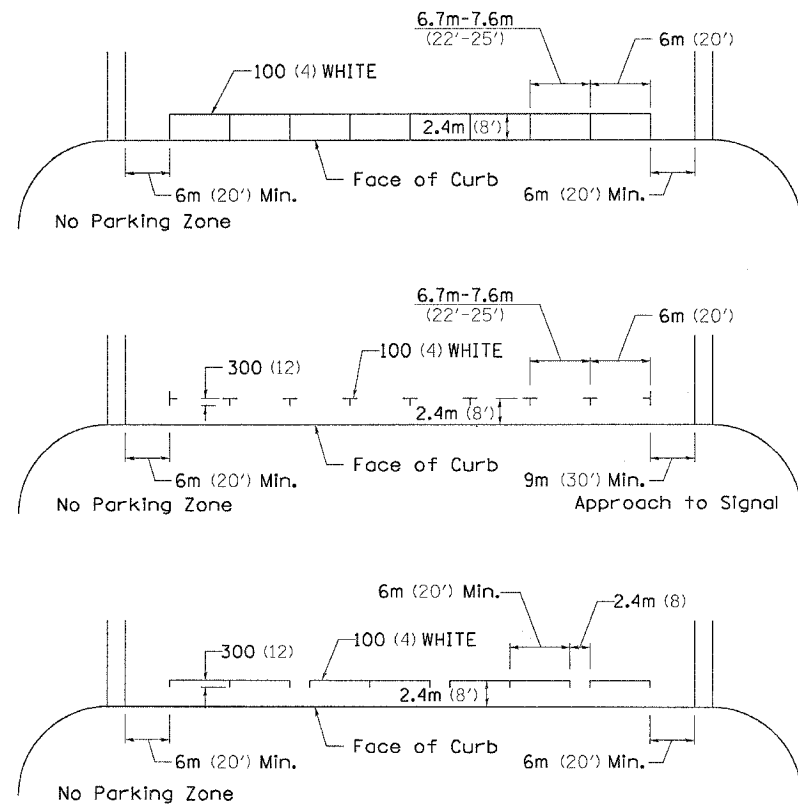 6.7m-7.6m
(22'-25')
6m (20')
100 (4) WHITE
2.4m (8')
Face of Curb
6m (20') Min.
6m (20') Min.
No Parking Zone
6.7m-7.6m
(22'-25')
6m (20')
100 (4) WHITE
300 (12)
2.4m (8')
Face of Curb
6m (20') Min.
9m (30') Min.
No Parking Zone
Approach to Signal
6m (20') Min.
2.4m (8)
100 (4) WHITE
300 (12)
2.4m (8')
Face of Curb
6m (20') Min.
6m (20') Min.
No Parking Zone